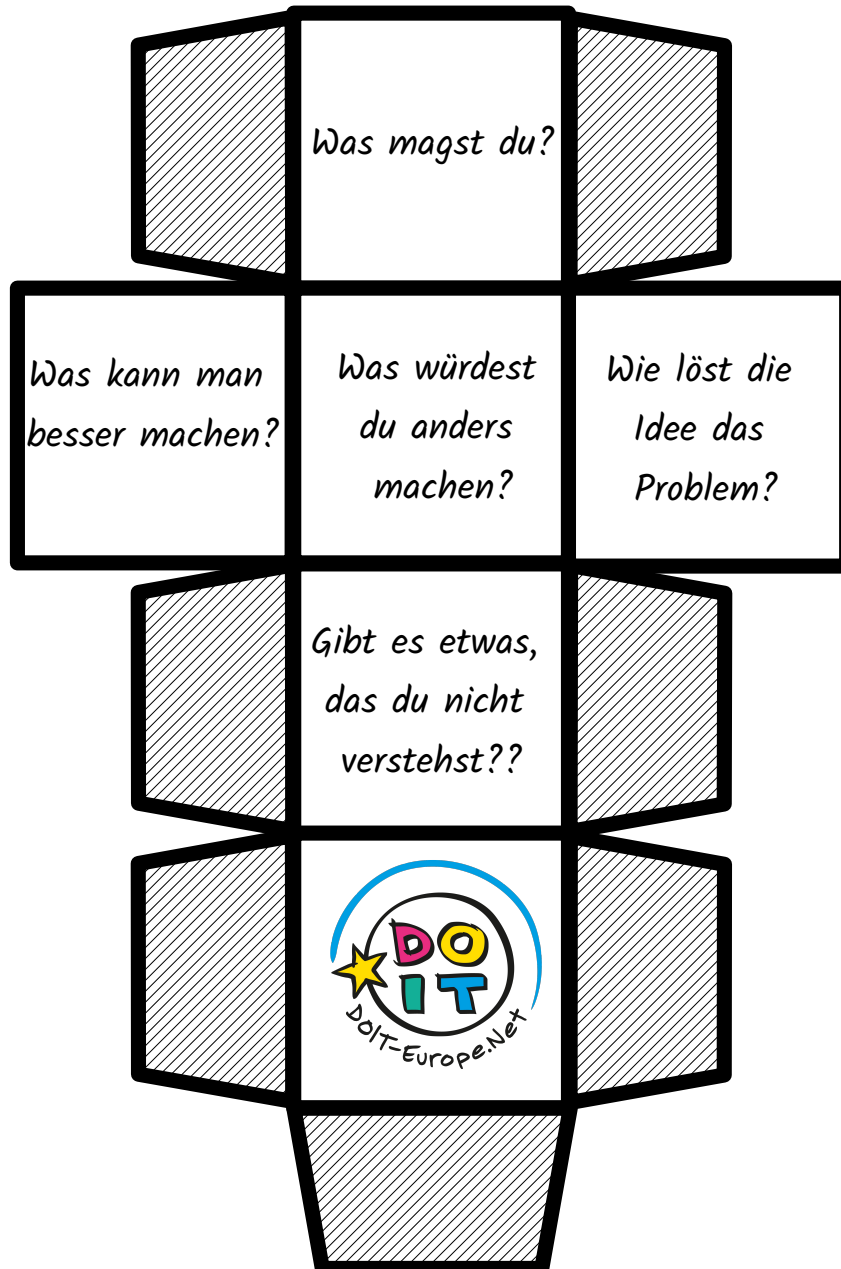 Was magst du?
Was kann man
besser machen?
Was würdest
du anders
machen?
Wie löst die
Idee das
Problem?
Gibt es etwas,
das du nicht
verstehst??
DO
IT
DOIT-Europe.Net